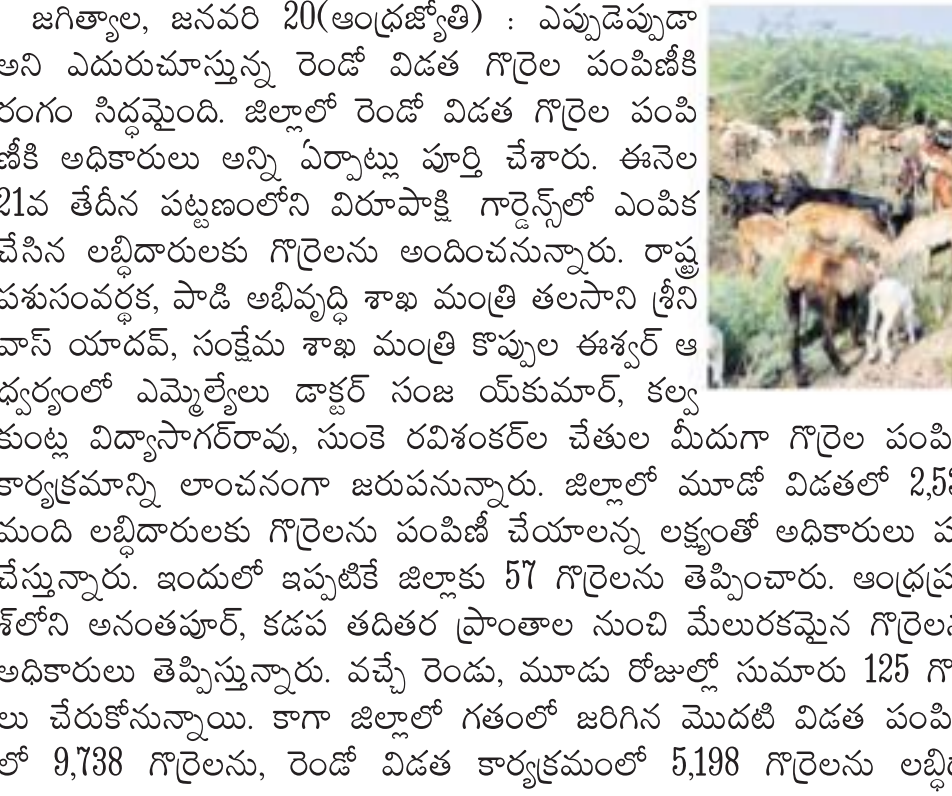 జగిత్యాల, జనవరి 20(ఆంధ్రజ్యోతి) : ఎప్పుడెప్పుడా
అని ఎదురుచూస్తున్న రెండో విడత గొర్రెల పంపిణీకి
రంగం సిద్ధమైంది. జిల్లాలో రెండో విడత గొర్రెల పంపి
ణీకి అధికారులు అన్ని ఏర్పాట్లు పూర్తి చేశారు. ఈనెల
21వ తేదీన పట్టణంలోని విరూపాక్షి గార్డెన్స్‌లో ఎంపిక
చేసిన లబ్ధిదారులకు గొర్రెలను అందించనున్నారు. రాష్ట్ర
పశుసంవర్థక, పాడి అభివృద్ధి శాఖ మంత్రి తలసాని శ్రీని
వాస్ యాదవ్, సంక్షేమ శాఖ మంత్రి కొప్పుల ఈశ్వర్ ఆ
ధ్వర్యంలో ఎమ్మెల్యేలు డాక్టర్ సంజ య్‌కుమార్, కల్వ
కుంట్ల విద్యాసాగర్‌రావు, సుంకె రవిశంకర్‌ల చేతుల మీదుగా గొర్రెల పంపి
కార్యక్రమాన్ని లాంచనంగా జరుపనున్నారు. జిల్లాలో మూడో విడతలో
మంది లబ్ధిదారులకు గొర్రెలను పంపిణీ చేయాలన్న లక్ష్యంతో అధికారులు
చేస్తున్నారు. ఇందులో ఇప్పటికే జిల్లాకు 57 గొర్రెలను తెప్పించారు. ఆంధ్రప్ర
శ్‌లోని అనంతపూర్, కడప తదితర ప్రాంతాల నుంచి మేలురకమైన గొర్రెల
అధికారులు తెప్పిస్తున్నారు. వచ్చే రెండు, మూడు రోజుల్లో సుమారు 125 గొ
లు చేరుకోనున్నాయి. కాగా జిల్లాలో గతంలో జరిగిన మొదటి విడత పంపి
లో 9,738 గొర్రెలను, రెండో విడత కార్యక్రమంలో 5,198 గొర్రెలను లబ్ధి